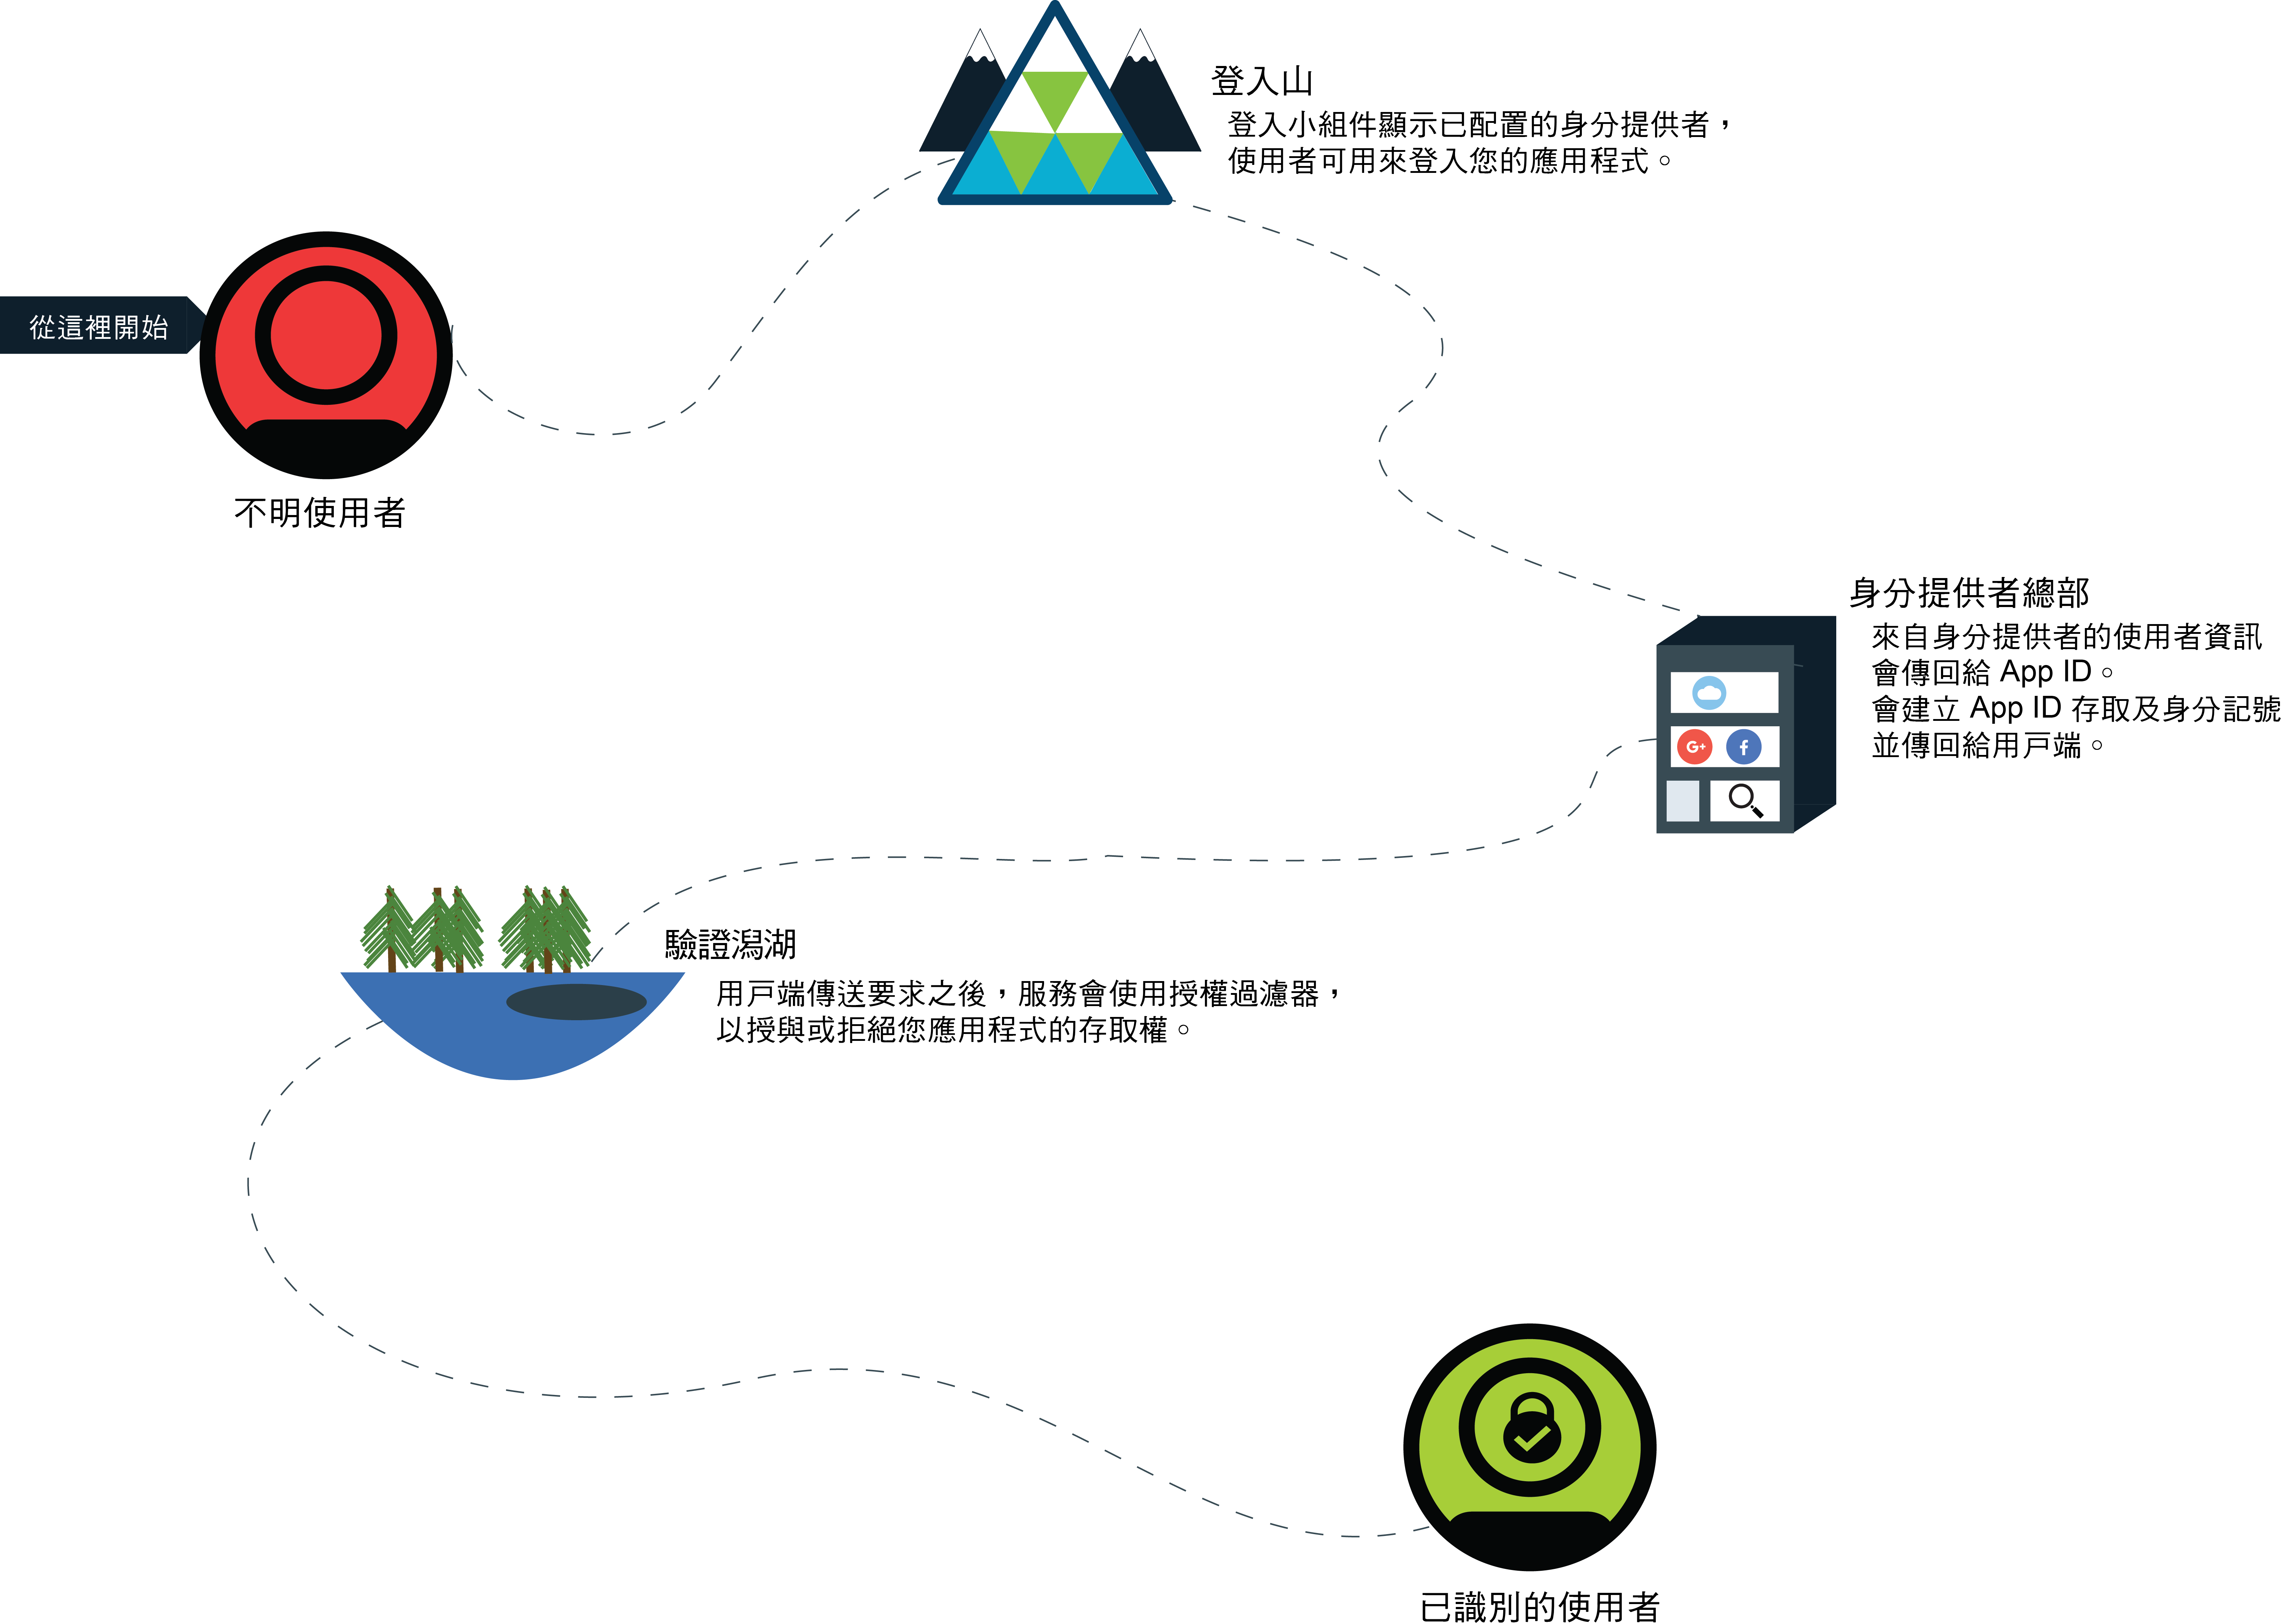 登入山
登入小組件顯示已配置的身分提供者，
使用者可用來登入您的應用程式。
從這裡開始
不明使用者
身分提供者總部
來自身分提供者的使用者資訊
會傳回給 App ID。
會建立 App ID 存取及身分記號
並傳回給用戶端。
驗證潟湖
用戶端傳送要求之後，服務會使用授權過濾器，
以授與或拒絕您應用程式的存取權。
已識別的使用者